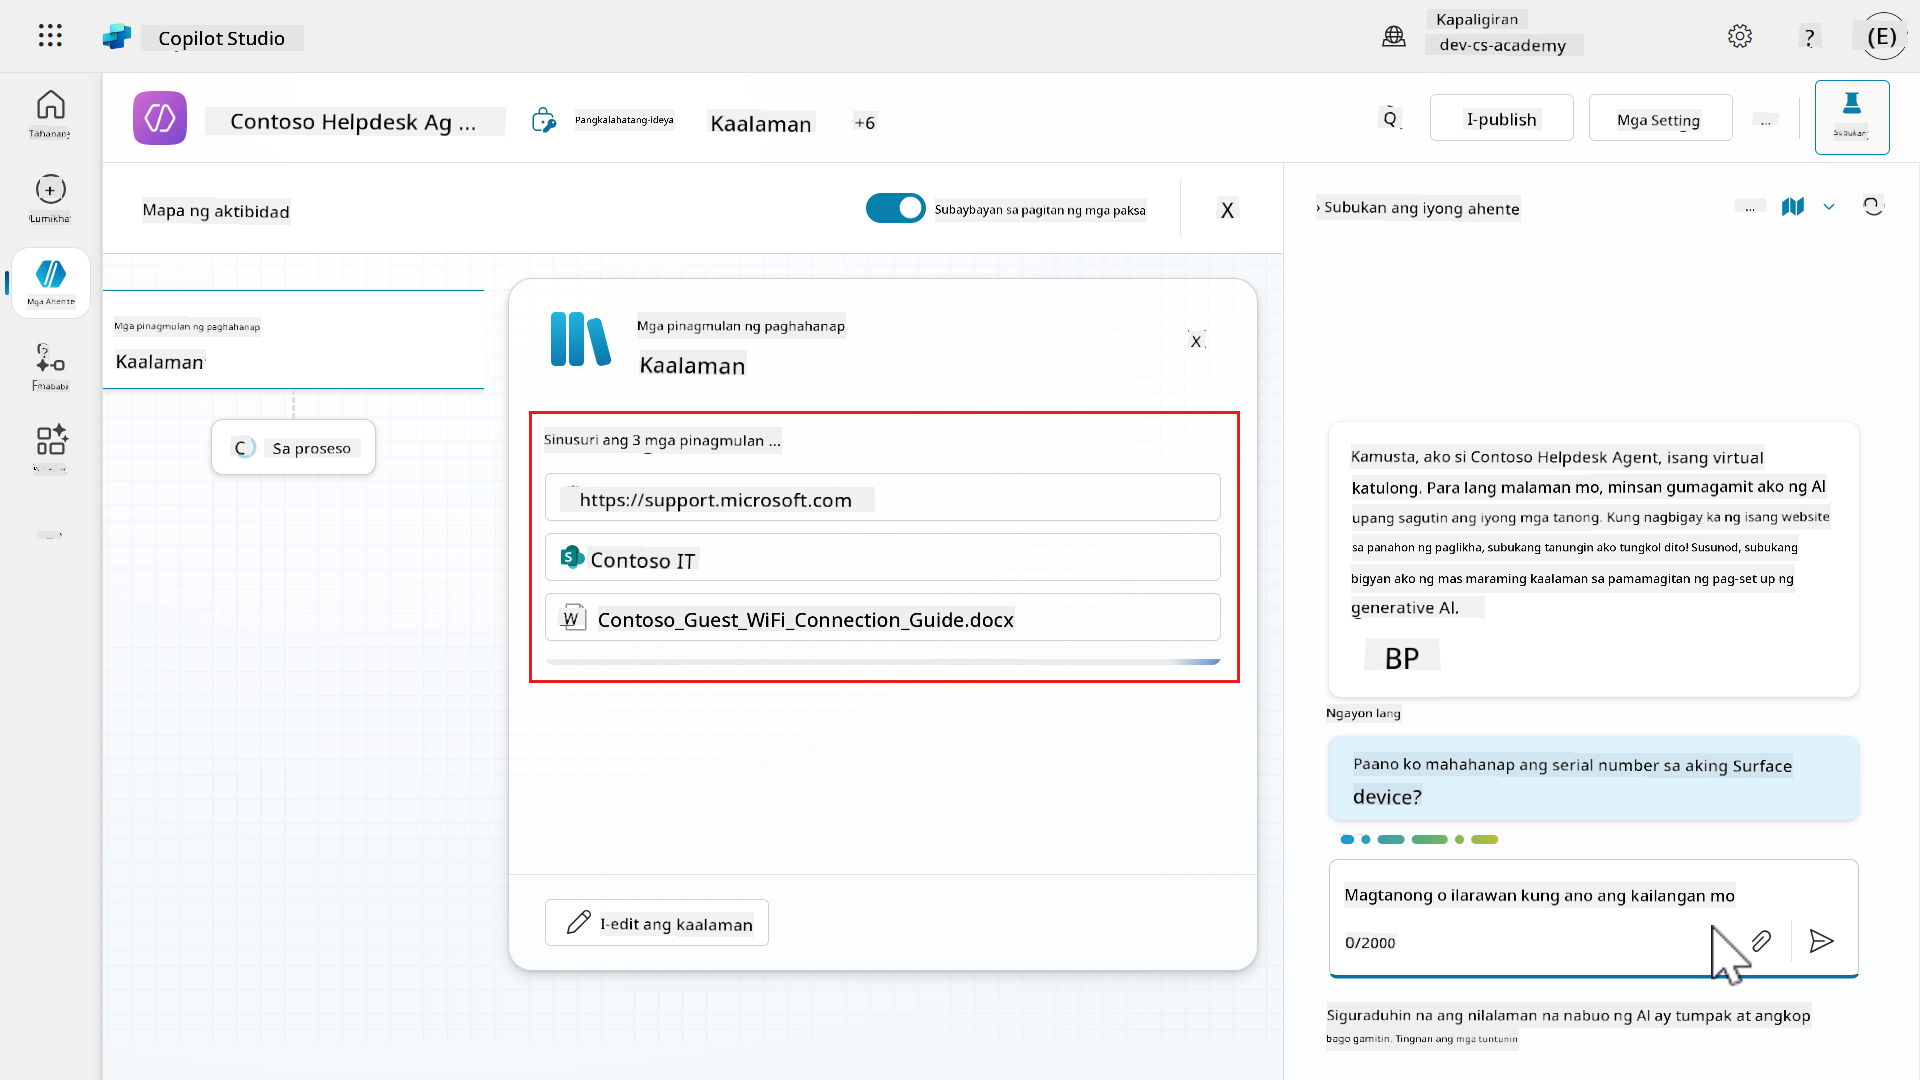 Copilot Studio
Kapaligiran
dev-cs-academy
?
(E)
Tahanan
Contoso Helpdesk Ag ...
Pangkalahatang-ideya
Kaalaman
+6
I-publish
Mga Setting
...
Subukan
Lumikha
Mga Ahente
Mapa ng aktibidad
Subaybayan sa pagitan ng mga paksa
X
Mga pinagmulan ng paghahanap
Kaalaman
C Sa proseso
Mga pinagmulan ng paghahanap
Kaalaman
X
Sinusuri ang 3 mga pinagmulan ...
https://support.microsoft.com
Contoso IT
Contoso_Guest_WiFi_Connection_Guide.docx
I-edit ang kaalaman
› Subukan ang iyong ahente
...
Kamusta, ako si Contoso Helpdesk Agent, isang virtual
katulong. Para lang malaman mo, minsan gumagamit ako ng AI
upang sagutin ang iyong mga tanong. Kung nagbigay ka ng isang website
sa panahon ng paglikha, subukang tanungin ako tungkol dito! Susunod, subukang
bigyan ako ng mas maraming kaalaman sa pamamagitan ng pag-set up ng
generative AI.
BP
Ngayon lang
Paano ko mahahanap ang serial number sa aking Surface
device?
Magtanong o ilarawan kung ano ang kailangan mo
0/2000
Siguraduhin na ang nilalaman na nabuo ng AI ay tumpak at angkop
bago gamitin. Tingnan ang mga tuntunin